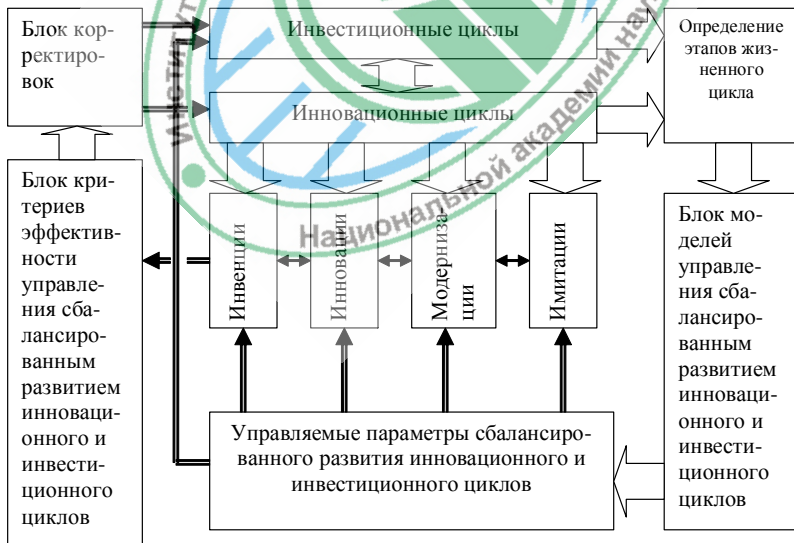 Блок кор-
ректиро-
вок
Инвестиционные циклы
Определение
этапов жиз-
ненного
цикла
Инновационные циклы
Блок кри-
териев
эффектив-
ности
управле-
ния сба-
лансиро-
ванным
развитием
инноваци-
онного и
инвести-
ционного
циклов
Инвенции
Инновации
Модерниза-
ции
Имитации
Блок мо-
делей
управле-
ния сба-
лансиро-
ванным
развитием
инноваци-
онного и
инвести-
ционного
циклов
Управляемые параметры сбалансиро-
ванного развития инновационного и
инвестиционного циклов
Национальной академии нау